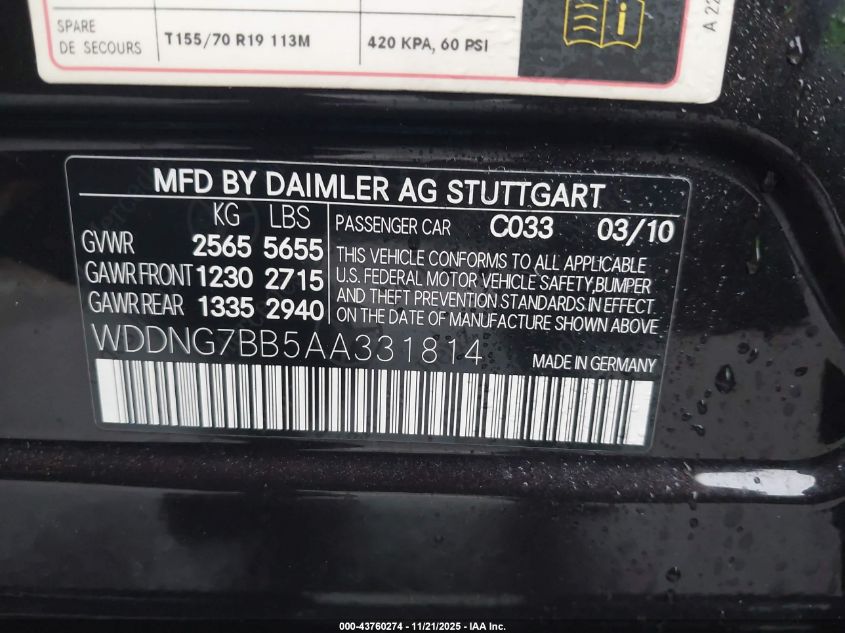 SPARE
DE SECOURS
T155/70 R19 113M
420 KPA, 60 PSI
A 22
MFD BY DAIMLER AG STUTTGART
KG LBS
GVWR 2565 5655
GAWR FRONT 1230 2715
GAWR REAR 1335 2940
PASSENGER CAR C033 03/10
THIS VEHICLE CONFORMS TO ALL APPLICABLE
U.S. FEDERAL MOTOR VEHICLE SAFETY,BUMPER
AND THEFT PREVENTION STANDARDS IN EFFECT
ON THE DATE OF MANUFACTURE SHOWN ABOVE
WDDNG7BB5AA331814
MADE IN GERMANY
000-43760274 - 11/21/2025 - IAA Inc.